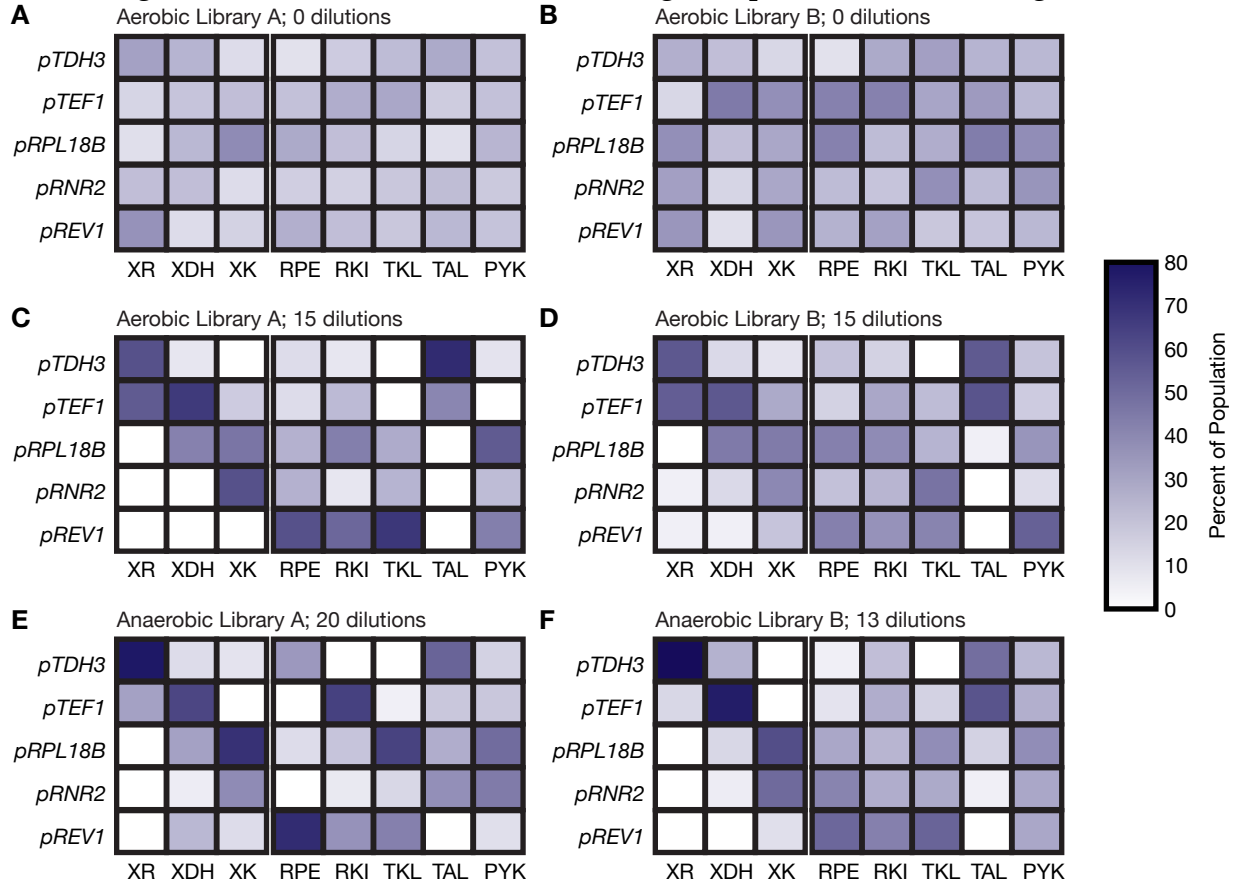 A Aerobic Library A; 0 dilutions
pTDH3
pTEF1
pRPL18B
pRNR2
pREV1
XR XDH XK RPE RKI TKL TAL PYK
B Aerobic Library B; 0 dilutions
pTDH3
pTEF1
pRPL18B
pRNR2
pREV1
XR XDH XK RPE RKI TKL TAL PYK
C Aerobic Library A; 15 dilutions
pTDH3
pTEF1
pRPL18B
pRNR2
pREV1
XR XDH XK RPE RKI TKL TAL PYK
D Aerobic Library B; 15 dilutions
pTDH3
pTEF1
pRPL18B
pRNR2
pREV1
XR XDH XK RPE RKI TKL TAL PYK
E Anaerobic Library A; 20 dilutions
pTDH3
pTEF1
pRPL18B
pRNR2
pREV1
XR XDH XK RPE RKI TKL TAL PYK
F Anaerobic Library B; 13 dilutions
pTDH3
pTEF1
pRPL18B
pRNR2
pREV1
XR XDH XK RPE RKI TKL TAL PYK
80
70
60
50
40
30
20
10
0
Percent of Population